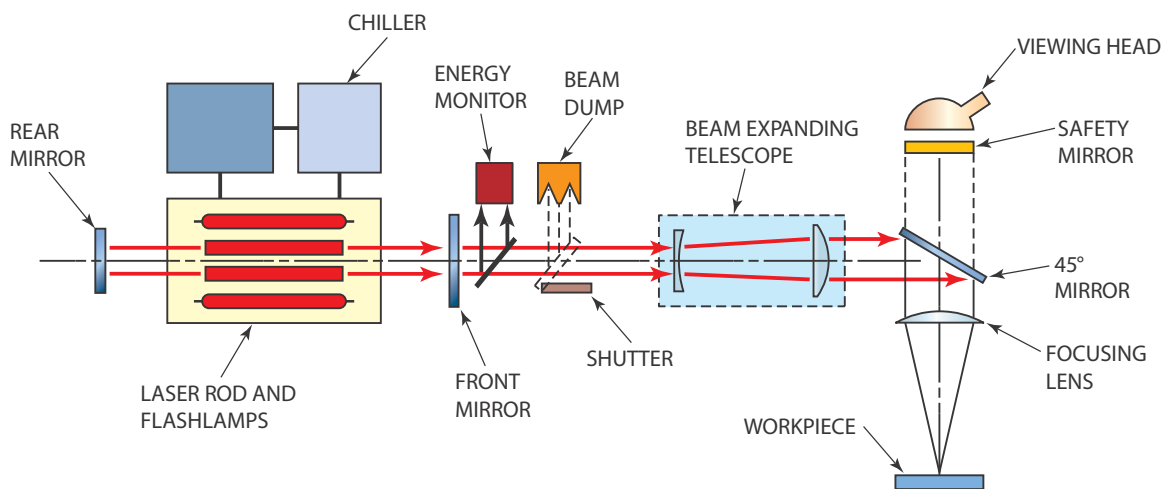 CHILLER
VIEWING HEAD
ENERGY
MONITOR
BEAM
DUMP
REAR
MIRROR
BEAM EXPANDING
TELESCOPE
SAFETY
MIRROR
45°
MIRROR
SHUTTER
FOCUSING
LENS
LASER ROD AND
FLASHLAMPS
FRONT
MIRROR
WORKPIECE